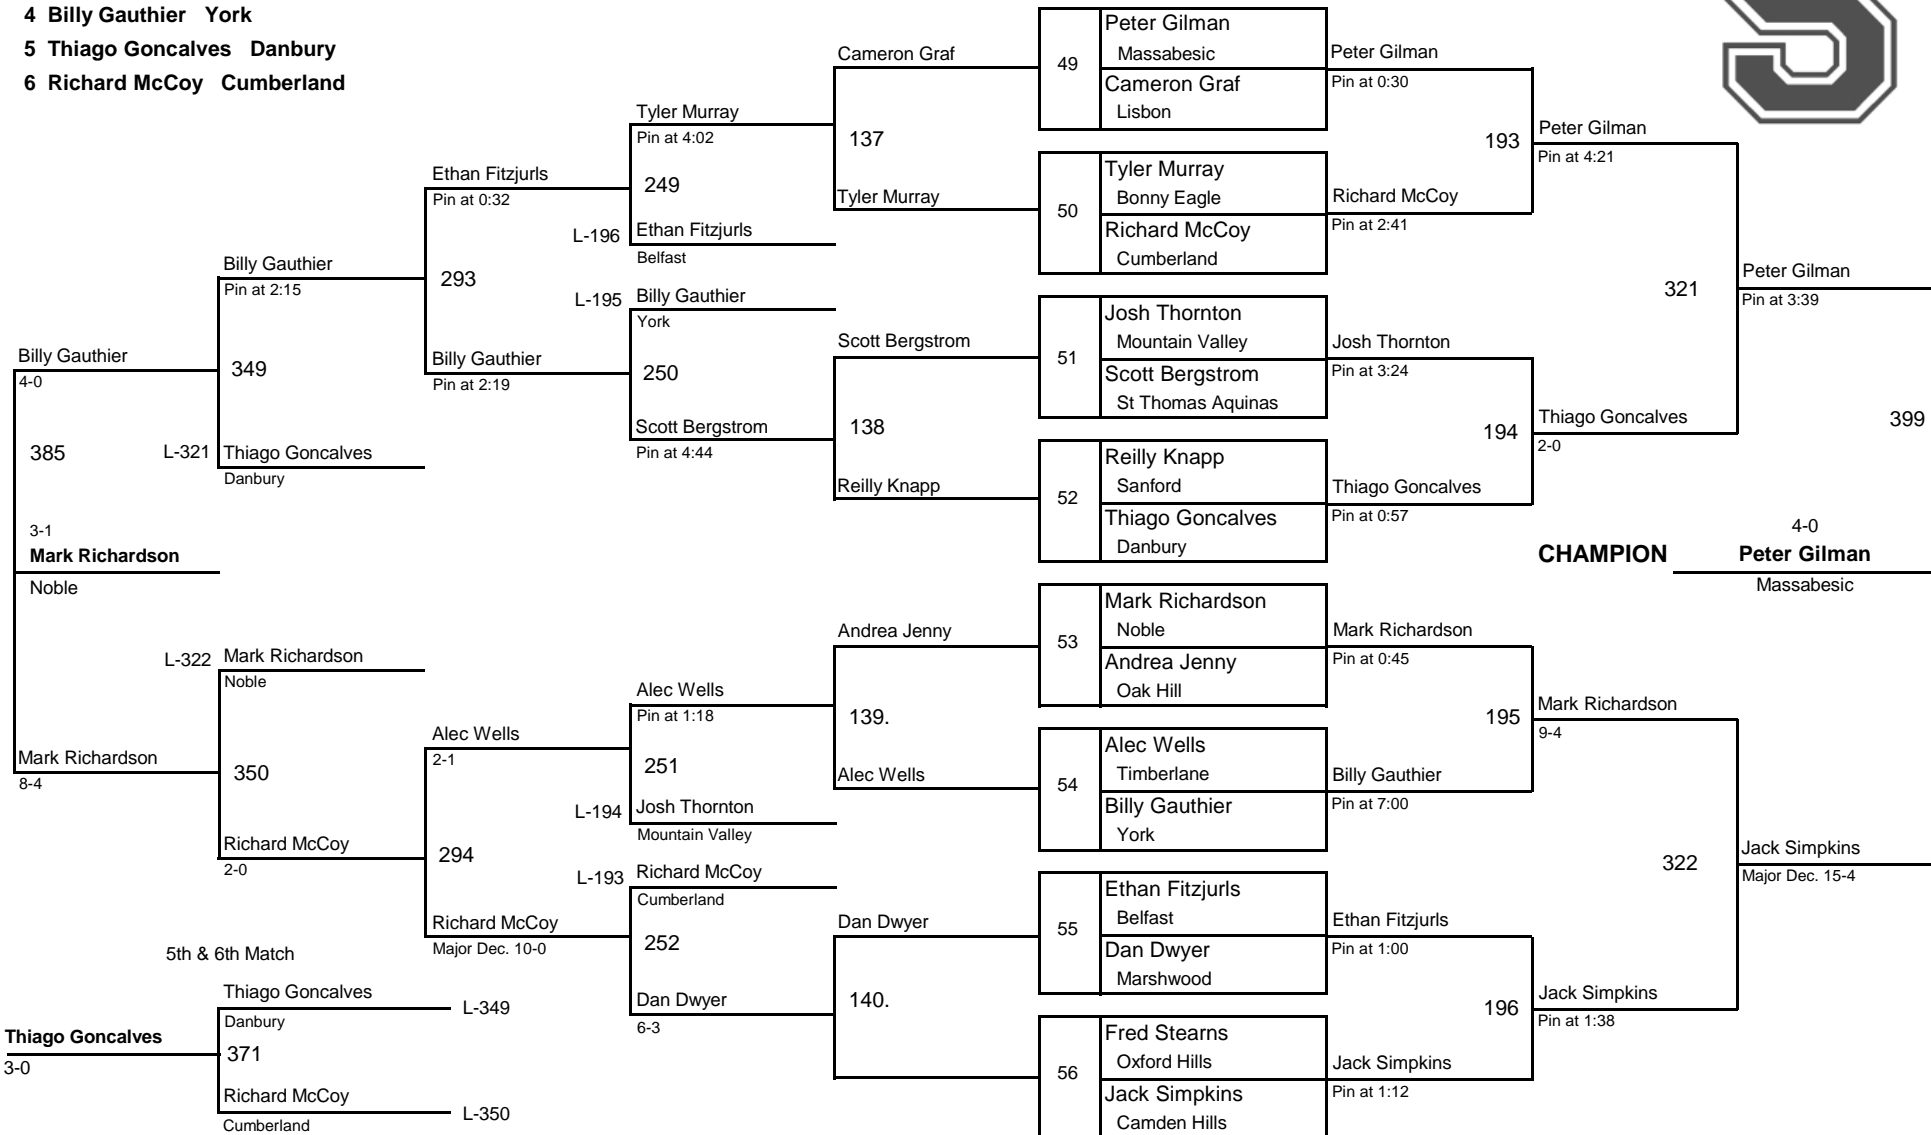 4 Billy Gauthier York
5 Thiago Goncalves Danbury
6 Richard McCoy Cumberland
Peter Gilman
Massabesic
49
Cameron Graf
Lisbon
Tyler Murray
Bonny Eagle
50
Richard McCoy
Cumberland
Josh Thornton
Mountain Valley
51
Scott Bergstrom
St Thomas Aquinas
Reilly Knapp
Sanford
52
Thiago Goncalves
Danbury
Mark Richardson
Noble
53
Andrea Jenny
Oak Hill
Alec Wells
Timberlane
54
Billy Gauthier
York
Ethan Fitzjurls
Belfast
55
Dan Dwyer
Marshwood
Fred Stearns
Oxford Hills
56
Jack Simpkins
Camden Hills
Peter Gilman
Pin at 0:30
193
Richard McCoy
Pin at 2:41
Josh Thornton
Pin at 3:24
194
Thiago Goncalves
Pin at 0:57
Mark Richardson
Pin at 0:45
195
Billy Gauthier
Pin at 7:00
Ethan Fitzjurls
Pin at 1:00
196
Jack Simpkins
Pin at 1:12
Peter Gilman
Pin at 4:21
321
Thiago Goncalves
2-0
Mark Richardson
9-4
322
Jack Simpkins
Pin at 1:38
Peter Gilman
Pin at 3:39
399
4-0
CHAMPION Peter Gilman
Massabesic
Jack Simpkins
Major Dec. 15-4
Cameron Graf
137
Tyler Murray
Scott Bergstrom
138
Reilly Knapp
Andrea Jenny
139.
Alec Wells
Dan Dwyer
140.
Tyler Murray
Pin at 4:02
249
L-196 Ethan Fitzjurls
Belfast
L-195 Billy Gauthier
York
250
Scott Bergstrom
Pin at 4:44
Alec Wells
Pin at 1:18
251
L-194 Josh Thornton
Mountain Valley
L-193 Richard McCoy
Cumberland
252
Dan Dwyer
6-3
Ethan Fitzjurls
Pin at 0:32
293
Billy Gauthier
Pin at 2:19
Alec Wells
2-1
294
Richard McCoy
Major Dec. 10-0
Billy Gauthier
Pin at 2:15
349
L-321 Thiago Goncalves
Danbury
L-322 Mark Richardson
Noble
350
Richard McCoy
2-0
Billy Gauthier
4-0
385
3-1
Mark Richardson
Noble
Mark Richardson
8-4
5th & 6th Match
Thiago Goncalves L-349
Danbury
Thiago Goncalves
371
3-0
Richard McCoy L-350
Cumberland